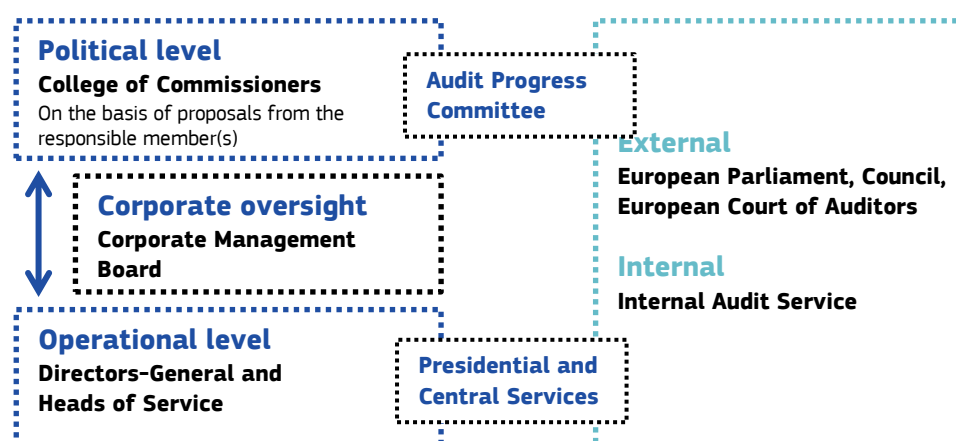 Political level
College of Commissioners
On the basis of proposals from the
responsible member(s)
Audit Progress
Committee
External
European Parliament, Council,
European Court of Auditors
Corporate oversight
Corporate Management
Board
Internal
Internal Audit Service
Operational level
Directors-General and
Heads of Service
Presidential and
Central Services